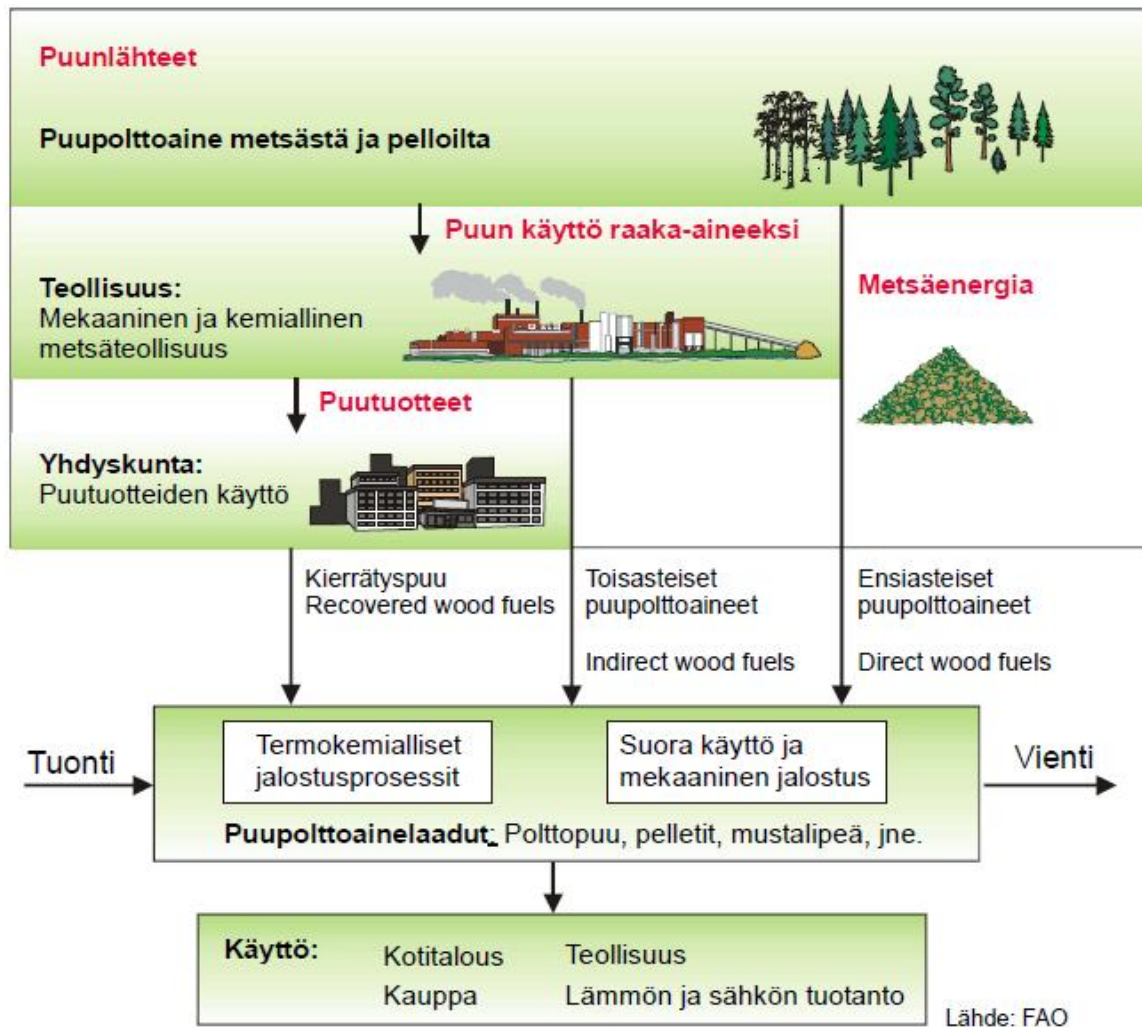 Puunlähteet
Puupolttoaine metsästä ja pelloilta
Puun käyttö raaka-aineeksi
Teollisuus:
Mekaaninen ja kemiallinen
metsäteollisuus
Metsäenergia
Puutuotteet
Yhdyskunta:
Puutuotteiden käyttö
Kierrätyspuu
Recovered wood fuels
Toisasteiset
puupolttoaineet
Indirect wood fuels
Ensiasteiset
puupolttoaineet
Direct wood fuels
Tuonti
Termokemialliset
jalostusprosessit
Suora käyttö ja
mekaaninen jalostus
Vienti
Puupolttoainelaadut: Polttopuu, pelletit, mustalipeä, jne.
Käyttö: Kotitalous Teollisuus
Kauppa Lämmön ja sähkön tuotanto
Lähde: FAO